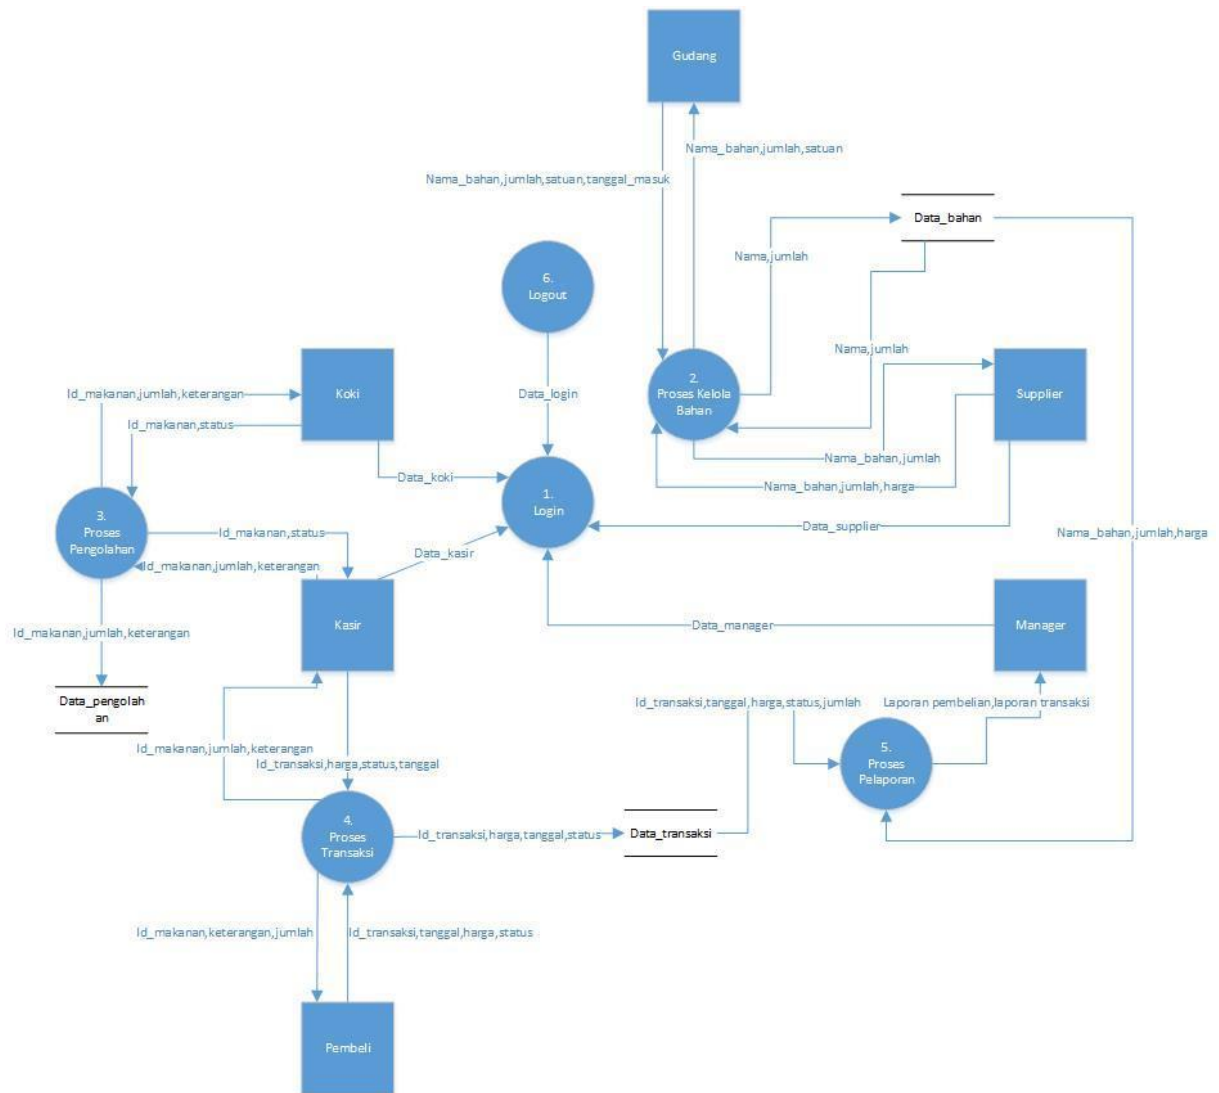 Gudang
Nama_bahan,jumlah,satuan
Nama_bahan,jumlah,satuan,tanggal_masuk
Data_bahan
Nama,jumlah
6.
Logout
Nama,jumlah
2.
Proses Kelola
Bahan
Koki
Supplier
Id_makanan,jumlah,keterangan
Data_login
Id_makanan,status
Nama_bahan,jumlah
Data_koki
Nama_bahan,jumlah,harga
1.
Login
3.
Proses
Pengolahan
Id_makanan,status
Data_supplier
Nama_bahan,jumlah,harga
Data_kasir
Id_makanan,jumlah,keterangan
Kasir
Data_manager
Manager
Id_makanan,jumlah,keterangan
Data_pengolah
an
Id_transaksi,tanggal,harga,status,jumlah
Laporan pembelian,laporan transaksi
Id_makanan,jumlah,keterangan
5.
Proses
Pelaporan
Id_transaksi,harga,status,tanggal
4.
Proses
Transaksi
Id_transaksi,harga,tanggal,status
Data_transaksi
Id_makanan,keterangan,jumlah
Id_transaksi,tanggal,harga,status
Pembeli